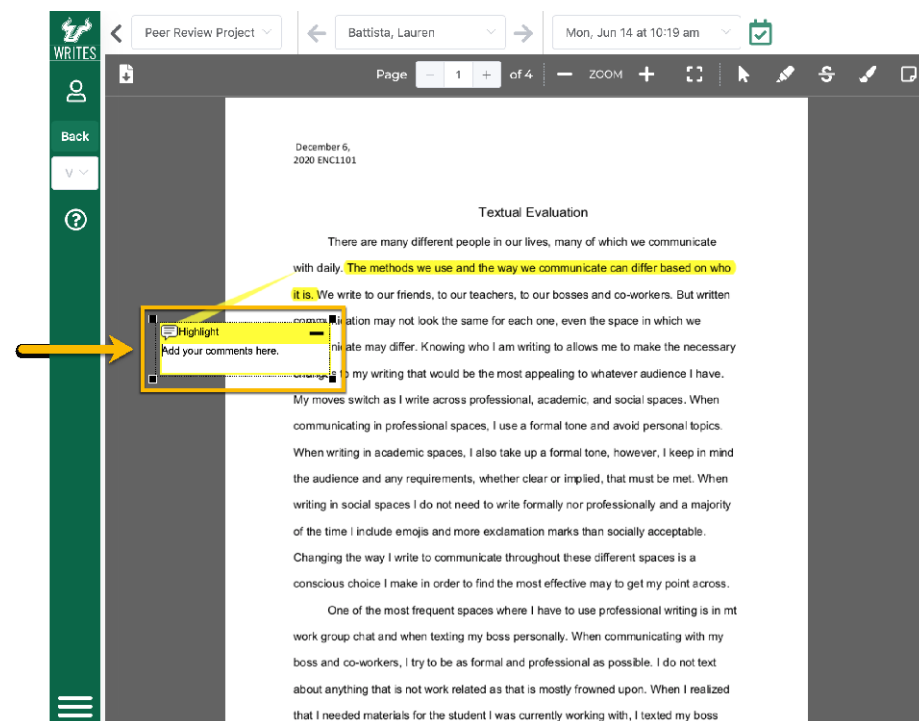 WRITES
Peer Review Project
Battista, Lauren
Mon, Jun 14 at 10:19 am
Page 1 of 4 ZOOM
Back
V
December 6,
2020 ENC1101
Textual Evaluation
There are many different people in our lives, many of which we communicate
with daily. The methods we use and the way we communicate can differ based on who
it is. We write to our friends, to our teachers, to our bosses and co-workers. But written
may not look the same for each one, even the space in which we
Highlight
Add your comments here.
may differ. Knowing who I am writing to allows me to make the necessary
to my writing that would be the most appealing to whatever audience I have.
My moves switch as I write across professional, academic, and social spaces. When
communicating in professional spaces, I use a formal tone and avoid personal topics.
When writing in academic spaces, I also take up a formal tone, however, I keep in mind
the audience and any requirements, whether clear or implied, that must be met. When
writing in social spaces I do not need to write formally nor professionally and a majority
of the time I include emojis and more exclamation marks than socially acceptable.
Changing the way I write to communicate throughout these different spaces is a
conscious choice I make in order to find the most effective may to get my point across.
One of the most frequent spaces where I have to use professional writing is in mt
work group chat and when texting my boss personally. When communicating with my
boss and co-workers, I try to be as formal and professional as possible. I do not text
about anything that is not work related as that is mostly frowned upon. When I realized
that I needed materials for the student I was currently working with, I texted my boss